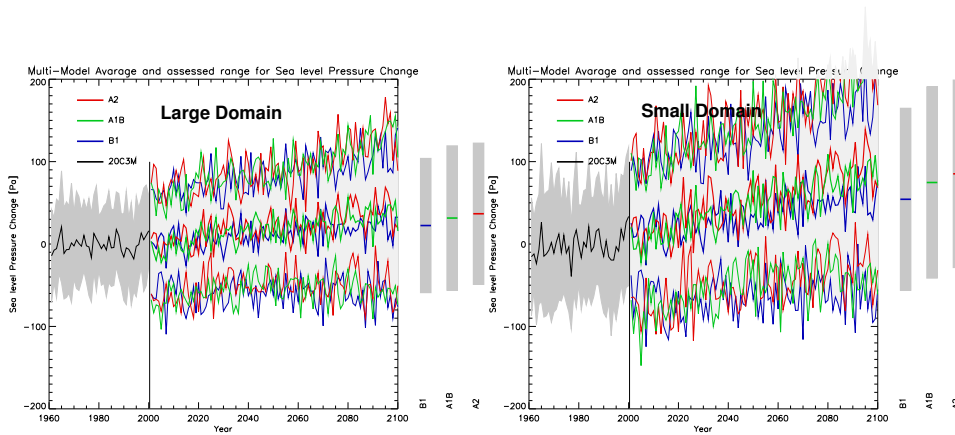 Multi-Model Avarage and assessed range for Sea level Pressure Change
Large Domain
A2
A1B
B1
20C3M
200
100
0
-100
-200
Sea level Pressure Change [Pa]
1960 1980 2000 2020 2040 2060 2080 2100
Year
B1
A1B
A2
Multi-Model Avarage and assessed range for Sea level Pressure Change
Small Domain
A2
A1B
B1
20C3M
200
100
0
-100
-200
Sea level Pressure Change [Pa]
1960 1980 2000 2020 2040 2060 2080 2100
Year
B1
A1B
A2